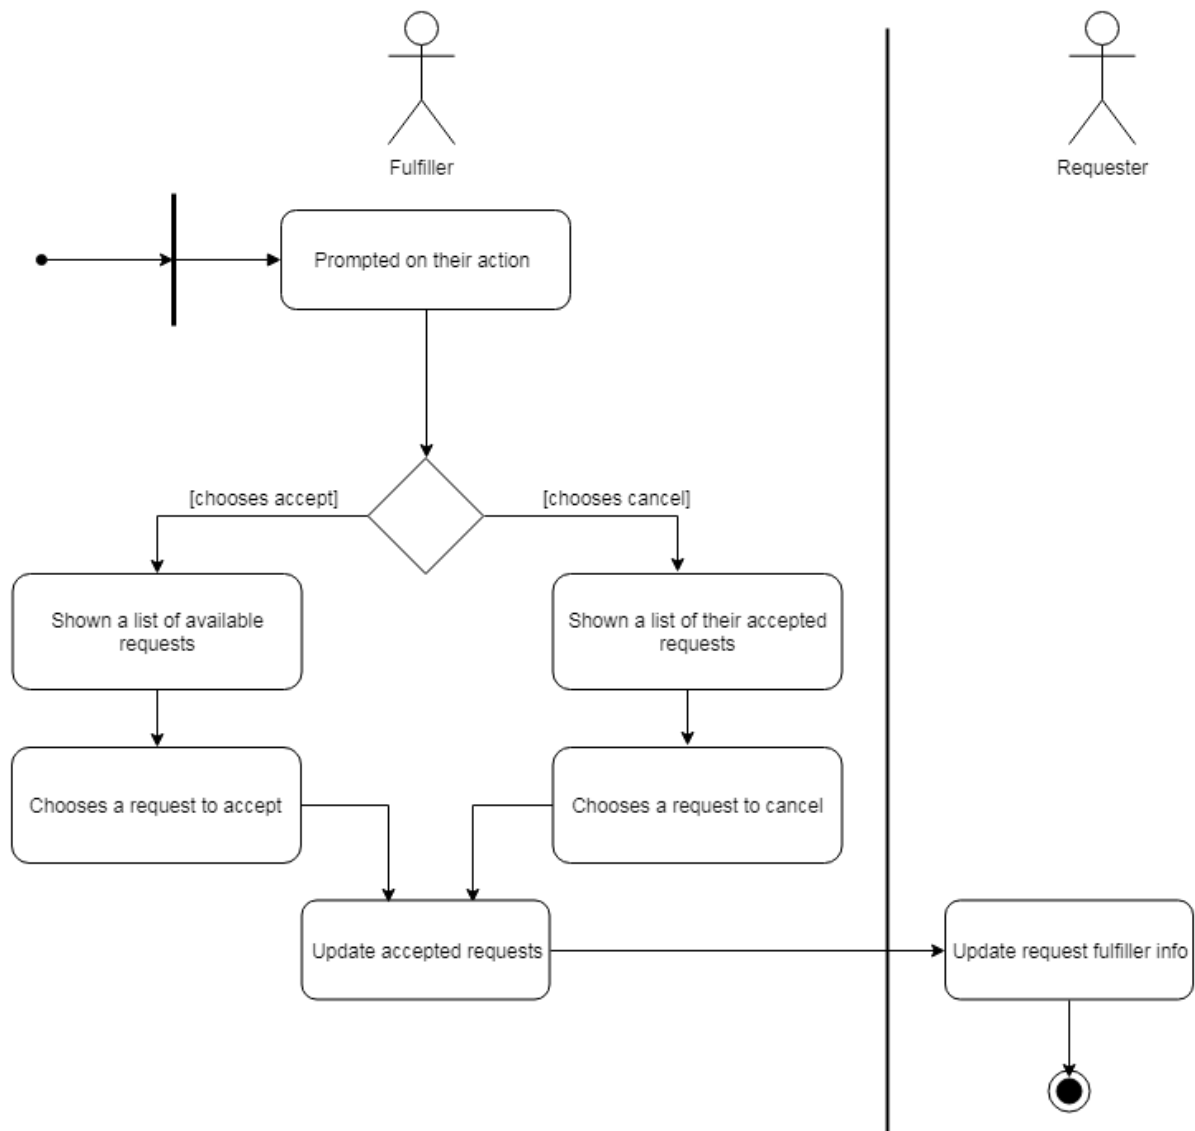 Fulfiller
Requester
Prompted on their action
[chooses accept]
[chooses cancel]
Shown a list of available
requests
Shown a list of their accepted
requests
Chooses a request to accept
Chooses a request to cancel
Update accepted requests
Update request fulfiller info